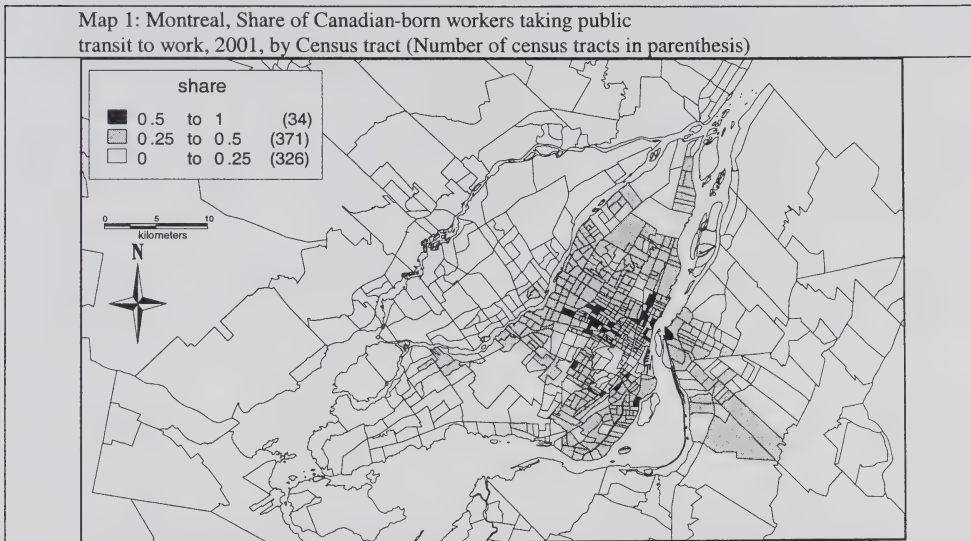 Map 1: Montreal, Share of Canadian-born workers taking public
transit to work, 2001, by Census tract (Number of census tracts in parenthesis)
share
0.5 to 1 (34)
0.25 to 0.5 (371)
0 to 0.25 (326)
0 5 10
kilometers
N